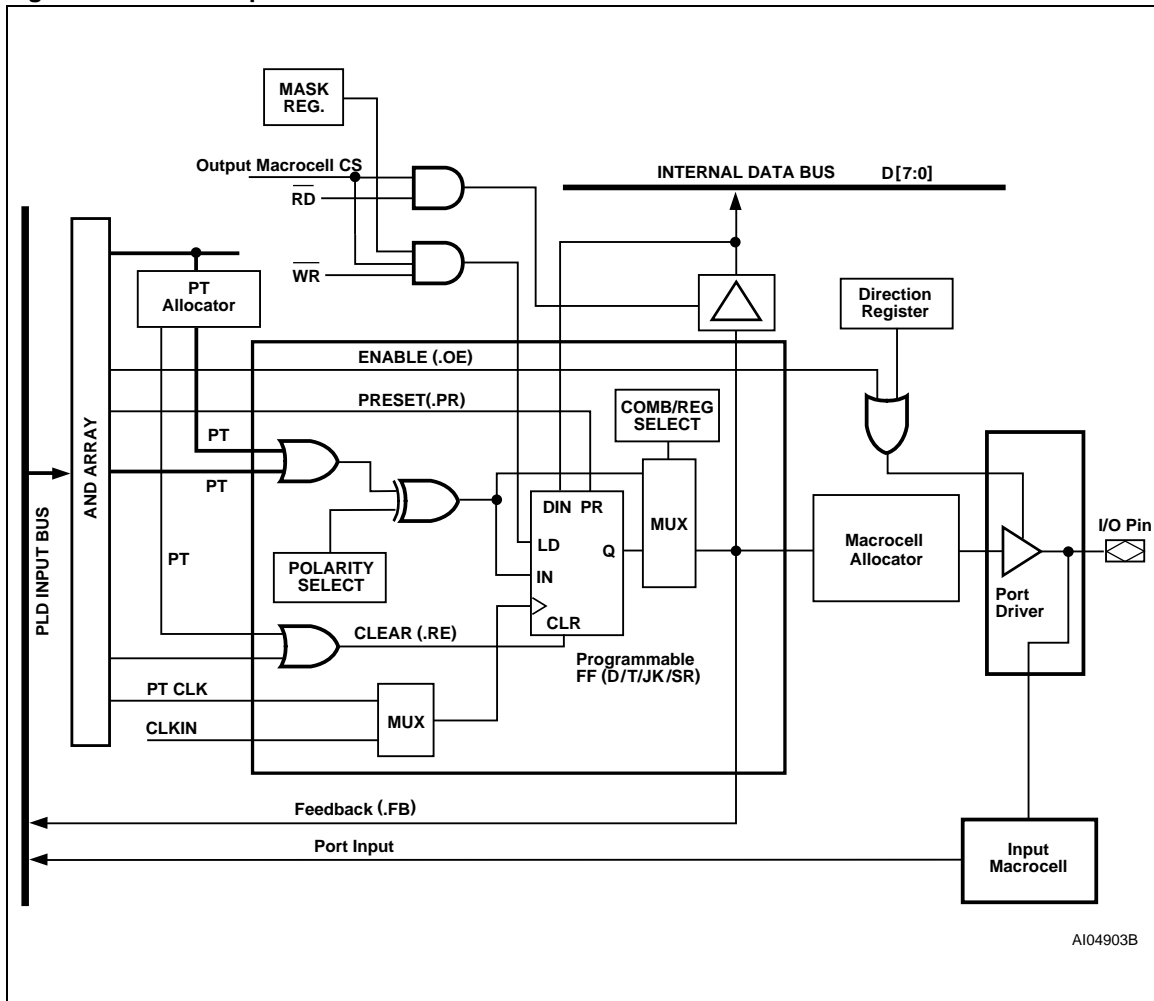 MASK
REG.
Output Macrocell CS
INTERNAL DATA BUS D[7:0]
RD
WR
PT
Allocator
Direction
Register
ENABLE (.OE)
PRESET(.PR)
COMB/REG
SELECT
PT
PT
PLD INPUT BUS
AND ARRAY
DIN PR
MUX
I/O Pin
LD
Q
Macrocell
Allocator
PT
POLARITY
SELECT
IN
Port
Driver
CLR
CLEAR (.RE)
Programmable
FF (D/T/JK/SR)
PT CLK
MUX
CLKIN
Feedback (.FB)
Port Input
Input
Macrocell
AI04903B